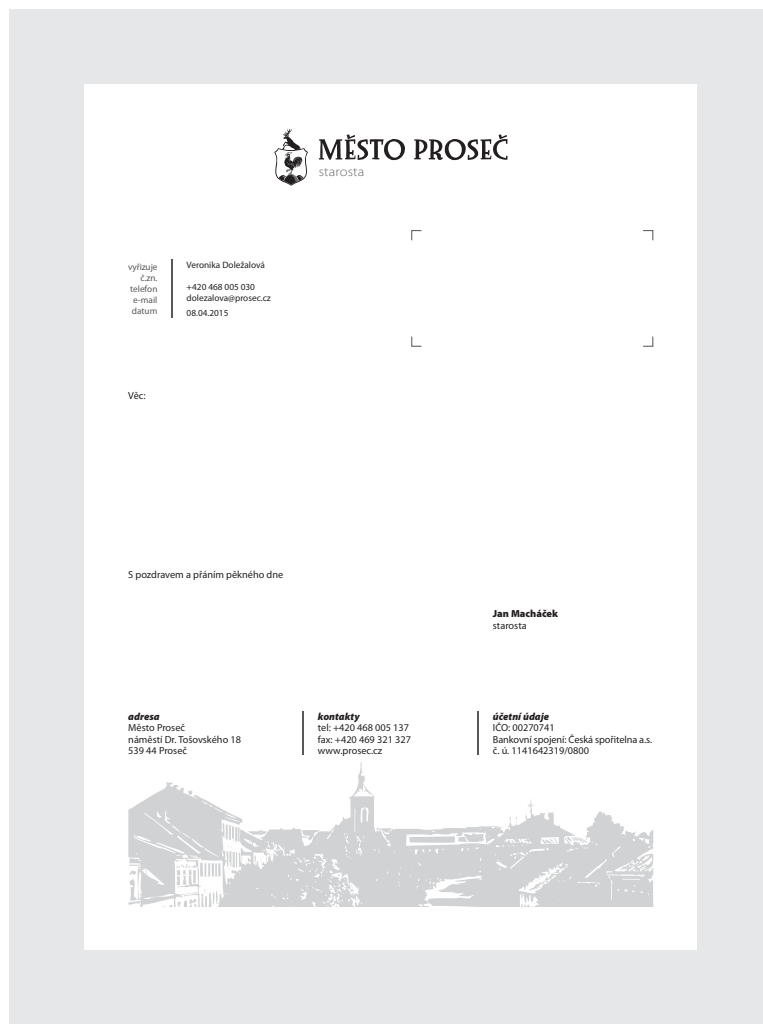 MĚSTO PROSEČ
starosta
vyřizuje Veronika Doležalová
č.zn.
telefon +420 468 005 030
e-mail dolezalova@prosec.cz
datum 08.04.2015
Věc:
S pozdravem a přáním pěkného dne
Jan Macháček
starosta
adresa
Město Proseč
náměstí Dr. Tošovského 18
539 44 Proseč
kontakty
tel: +420 468 005 137
fax: +420 469 321 327
www.prosec.cz
účetní údaje
IČO: 00270741
Bankovní spojení: Česká spořitelna a.s.
č. ú. 1141642319/0800